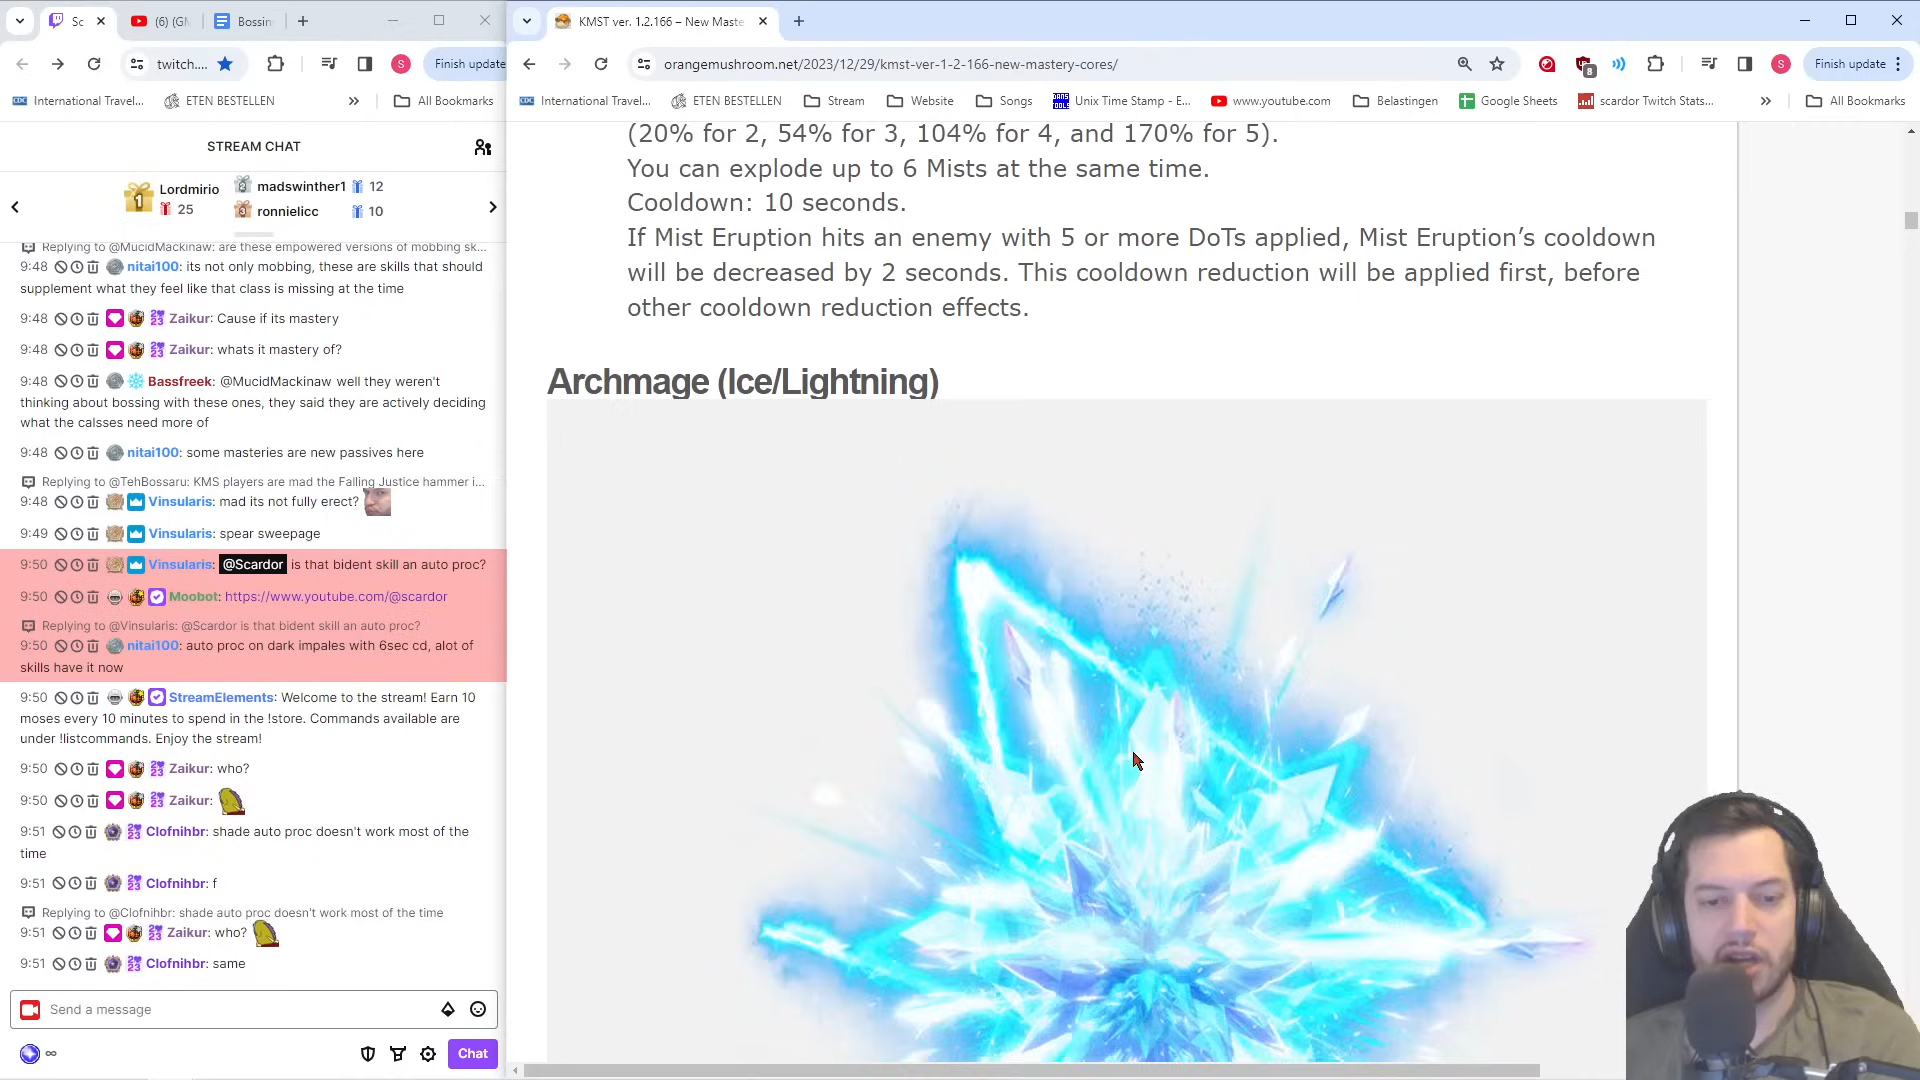 Sc
(6) (GM
Bossin
KMST ver. 1.2.166 – New Maste
twitch....
S
Finish update
orangemushroom.net/2023/12/29/kmst-ver-1-2-166-new-mastery-cores/
8
S
Finish update
International Travel...
ETEN BESTELLEN
All Bookmarks
International Travel...
ETEN BESTELLEN
Stream
Website
Songs
Unix Time Stamp - E...
www.youtube.com
Belastingen
Google Sheets
scardor Twitch Stats...
All Bookmarks
STREAM CHAT
Lordmirio
25
madswinther1 12
ronnielicc 10
Replying to @MucidMackinaw: are these empowered versions of mobbing sk...
9:48 nitai100: its not only mobbing, these are skills that should
supplement what they feel like that class is missing at the time
9:48 Zaikur: Cause if its mastery
9:48 Zaikur: whats it mastery of?
9:48 Bassfreek: @MucidMackinaw well they weren't
thinking about bossing with these ones, they said they are actively deciding
what the calsses need more of
9:48 nitai100: some masteries are new passives here
Replying to @TehBossaru: KMS players are mad the Falling Justice hammer i...
9:48 Vinsularis: mad its not fully erect?
9:49 Vinsularis: spear sweepage
9:50 Vinsularis: @Scardor is that bident skill an auto proc?
9:50 Moobot: https://www.youtube.com/@scardor
Replying to @Vinsularis: @Scardor is that bident skill an auto proc?
9:50 nitai100: auto proc on dark impales with 6sec cd, alot of
skills have it now
9:50 StreamElements: Welcome to the stream! Earn 10
moses every 10 minutes to spend in the !store. Commands available are
under !listcommands. Enjoy the stream!
9:50 Zaikur: who?
9:50 Zaikur:
9:51 Clofnihbr: shade auto proc doesn't work most of the
time
9:51 Clofnihbr: f
Replying to @Clofnihbr: shade auto proc doesn't work most of the time
9:51 Zaikur: who?
9:51 Clofnihbr: same
Send a message
∞
Chat
(20% for 2, 54% for 3, 104% for 4, and 170% for 5).
You can explode up to 6 Mists at the same time.
Cooldown: 10 seconds.
If Mist Eruption hits an enemy with 5 or more DoTs applied, Mist Eruption’s cooldown
will be decreased by 2 seconds. This cooldown reduction will be applied first, before
other cooldown reduction effects.
Archmage (Ice/Lightning)